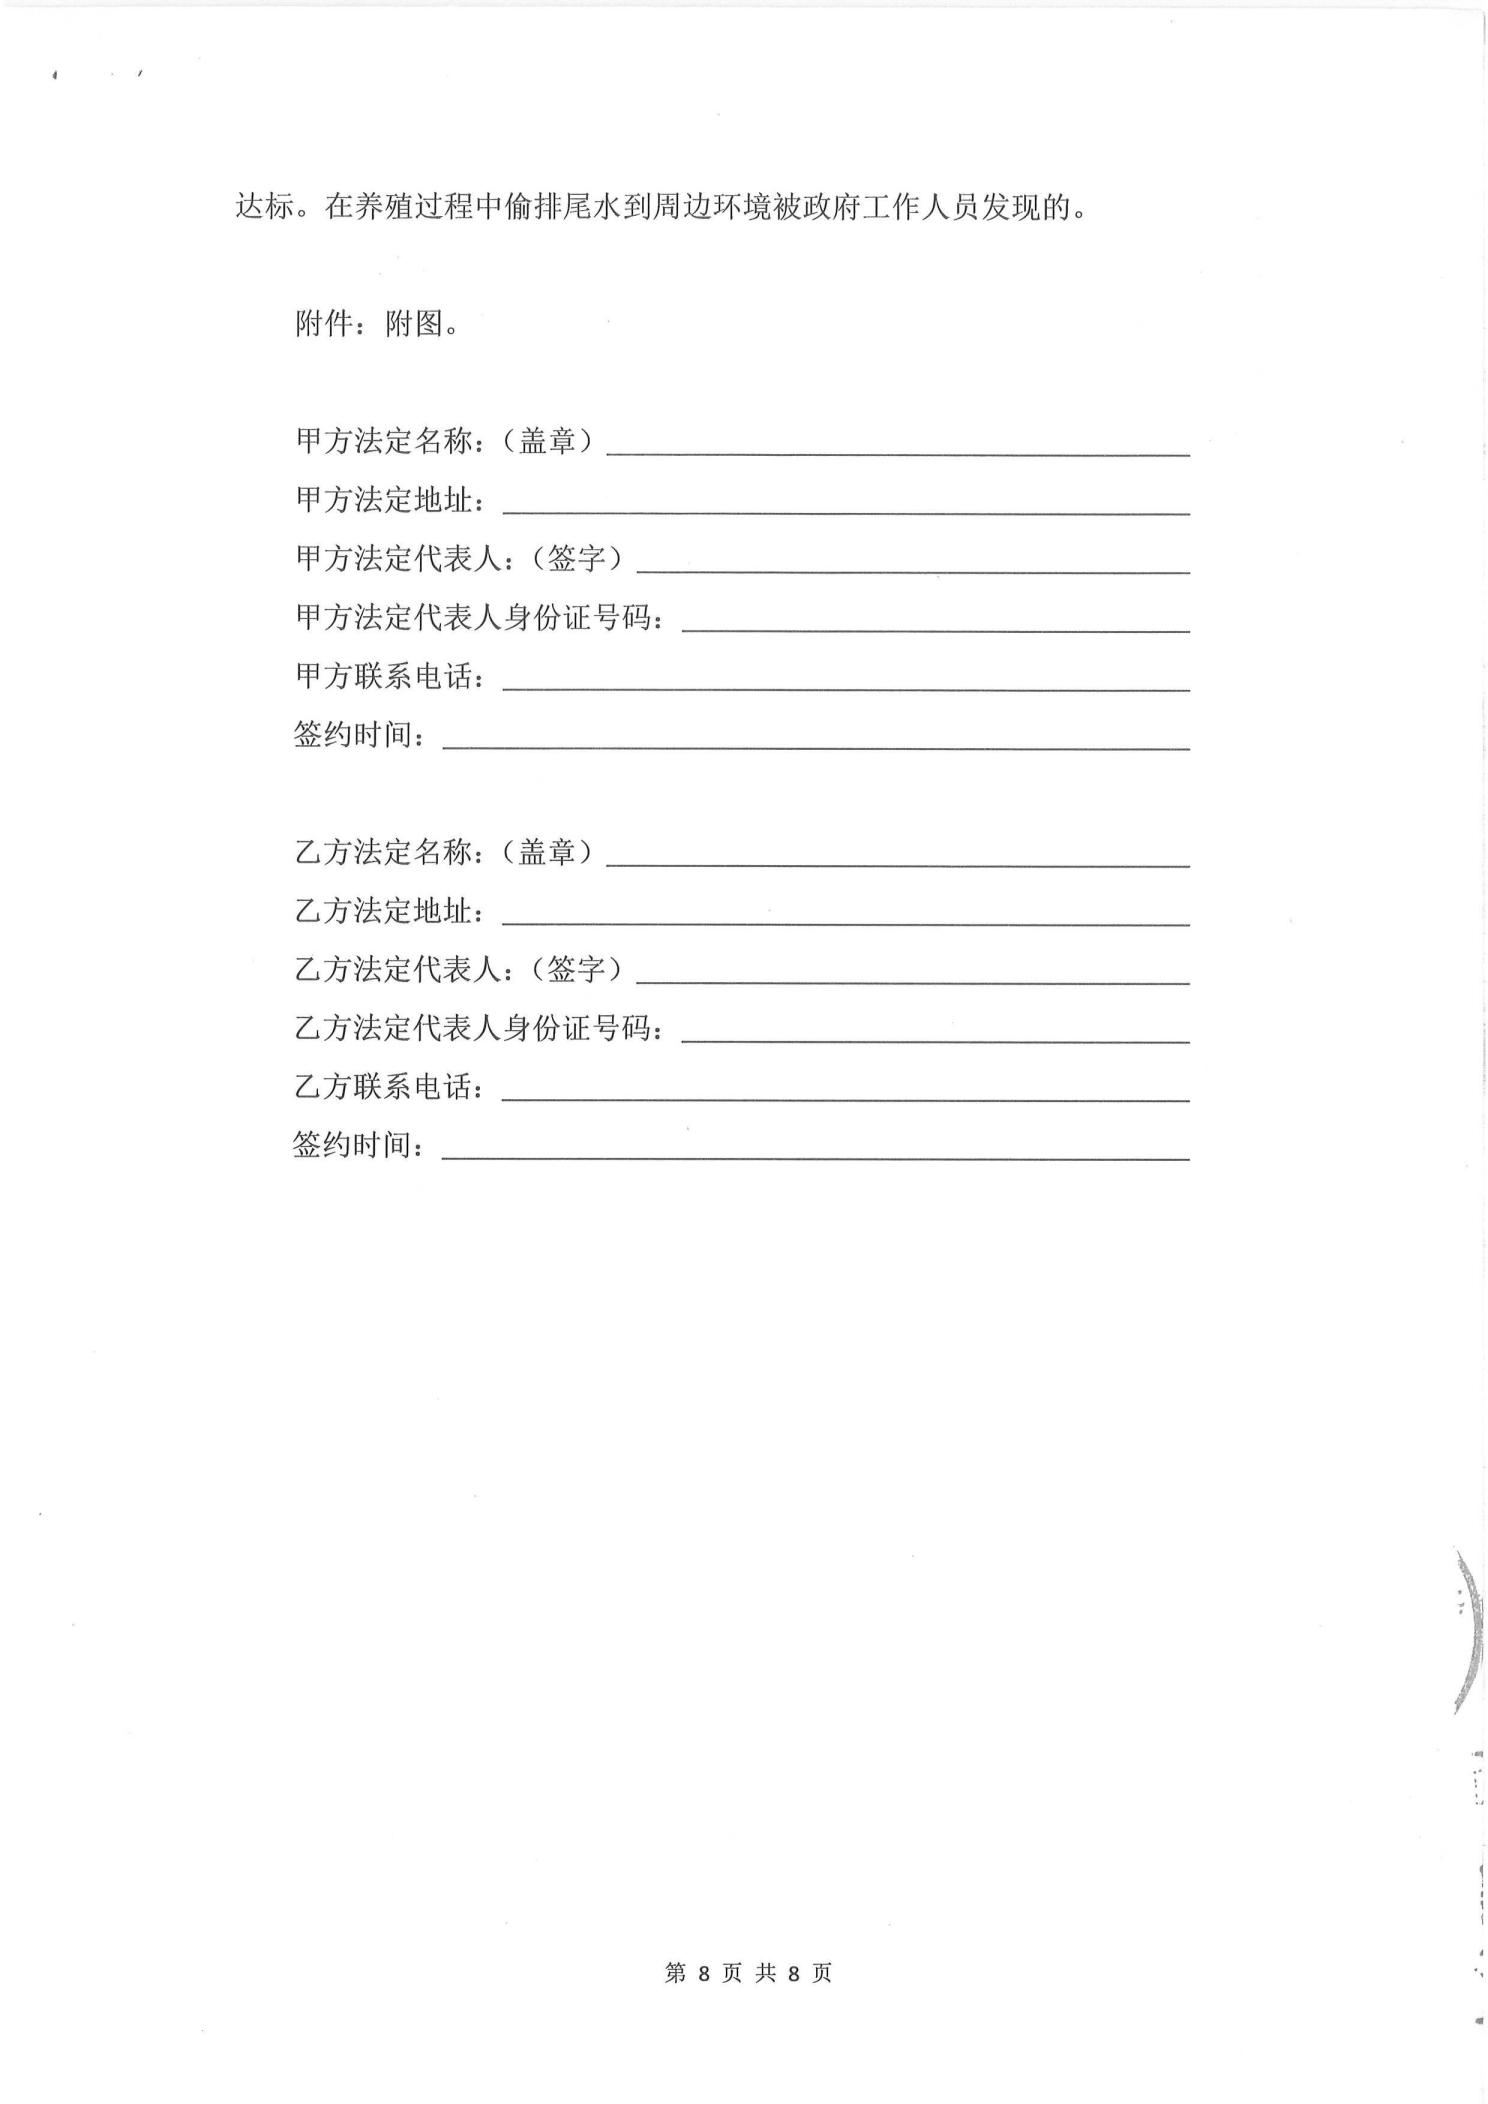 达标。在养殖过程中偷排尾水到周边环境被政府工作人员发现的。
附件：附图。
甲方法定名称：（盖章）
甲方法定地址：
甲方法定代表人：（签字）
甲方法定代表人身份证号码：
甲方联系电话：
签约时间：
乙方法定名称：（盖章）
乙方法定地址：
乙方法定代表人：（签字）
乙方法定代表人身份证号码：
乙方联系电话：
签约时间：
第 8 页 共 8 页